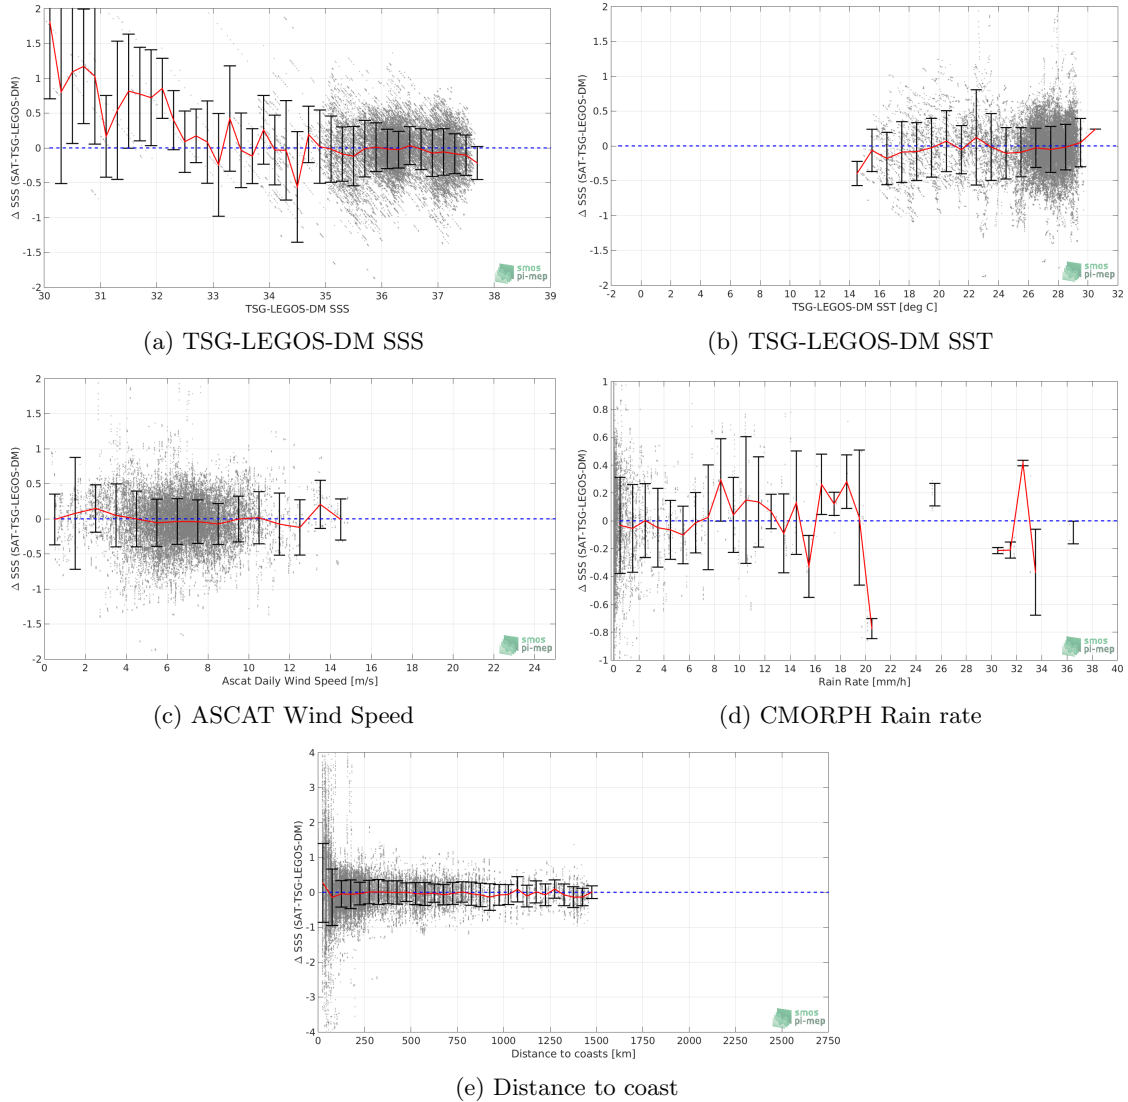 2
1.5
1
0.5
0
-0.5
-1
-1.5
-2
Δ SSS (SAT-TSG-LEGOS-DM)
30 31 32 33 34 35 36 37 38 39
TSG-LEGOS-DM SSS
smos
pi-mep
(a) TSG-LEGOS-DM SSS
2
1.5
1
0.5
0
-0.5
-1
-1.5
-2
Δ SSS (SAT-TSG-LEGOS-DM)
-2 0 2 4 6 8 10 12 14 16 18 20 22 24 26 28 30 32
TSG-LEGOS-DM SST [deg C]
smos
pi-mep
(b) TSG-LEGOS-DM SST
2
1.5
1
0.5
0
-0.5
-1
-1.5
-2
Δ SSS (SAT-TSG-LEGOS-DM)
0 2 4 6 8 10 12 14 16 18 20 22 24
Ascat Daily Wind Speed [m/s]
smos
pi-mep
(c) ASCAT Wind Speed
1
0.8
0.6
0.4
0.2
0
-0.2
-0.4
-0.6
-0.8
-1
Δ SSS (SAT-TSG-LEGOS-DM)
0 2 4 6 8 10 12 14 16 18 20 22 24 26 28 30 32 34 36 38 40
Rain Rate [mm/h]
smos
pi-mep
(d) CMORPH Rain rate
4
3
2
1
0
-1
-2
-3
-4
Δ SSS (SAT-TSG-LEGOS-DM)
0 250 500 750 1000 1250 1500 1750 2000 2250 2500 2750
Distance to coasts [km]
smos
pi-mep
(e) Distance to coast